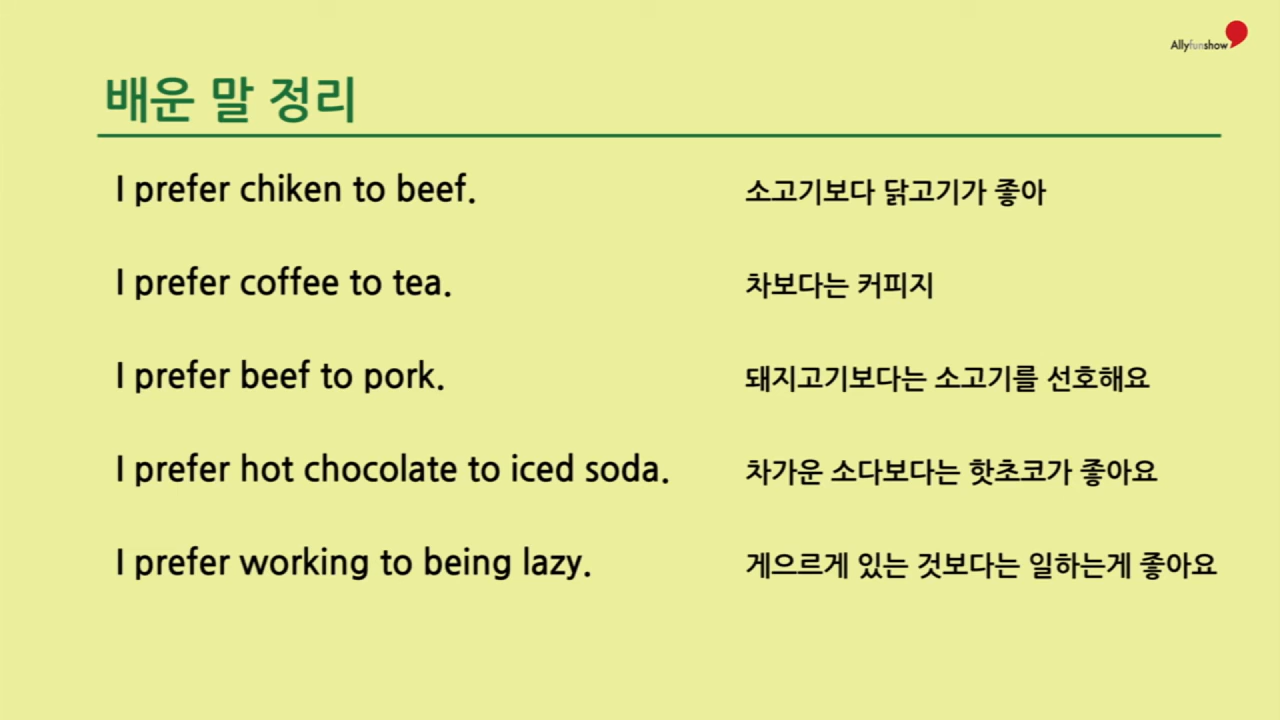 Allyfunshow
배운 말 정리
I prefer chiken to beef. 소고기보다 닭고기가 좋아
I prefer coffee to tea. 차보다는 커피지
I prefer beef to pork. 돼지고기보다는 소고기를 선호해요
I prefer hot chocolate to iced soda. 차가운 소다보다는 핫초코가 좋아요
I prefer working to being lazy. 게으르게 있는 것보다는 일하는게 좋아요